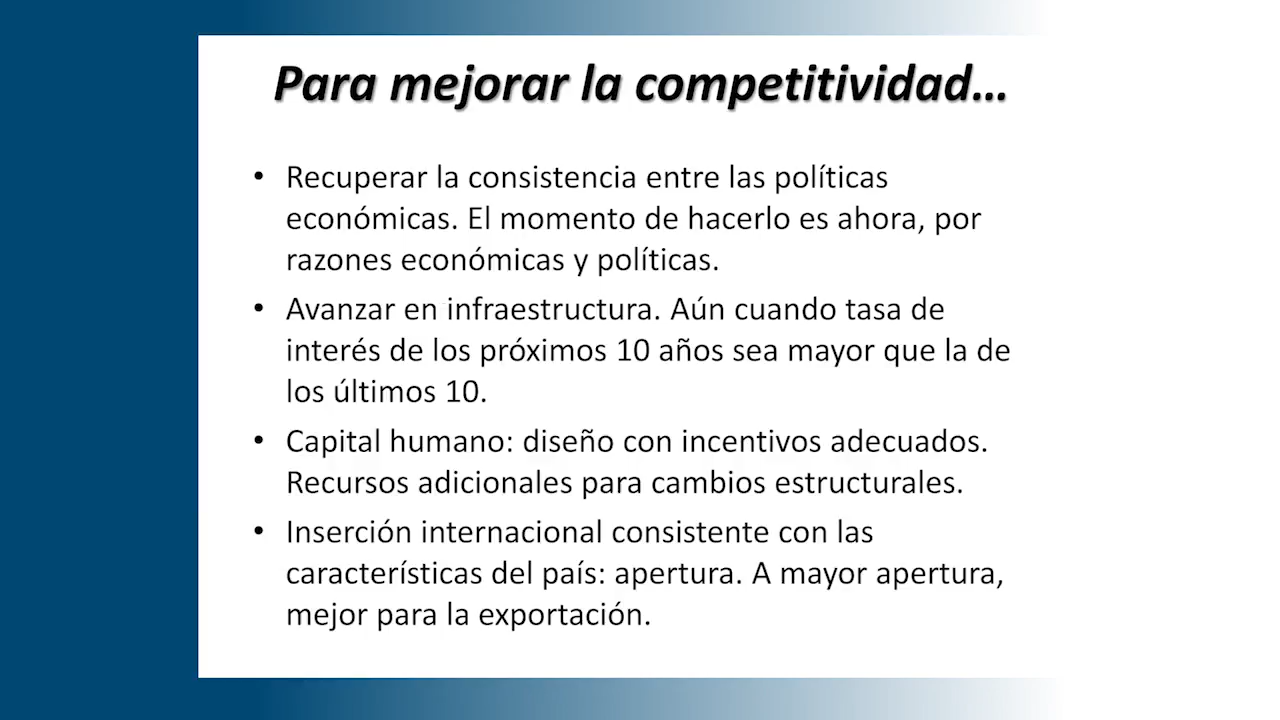 Para mejorar la competitividad...
• Recuperar la consistencia entre las políticas
económicas. El momento de hacerlo es ahora, por
razones económicas y políticas.
• Avanzar en infraestructura. Aún cuando tasa de
interés de los próximos 10 años sea mayor que la de
los últimos 10.
• Capital humano: diseño con incentivos adecuados.
Recursos adicionales para cambios estructurales.
• Inserción internacional consistente con las
características del país: apertura. A mayor apertura,
mejor para la exportación.